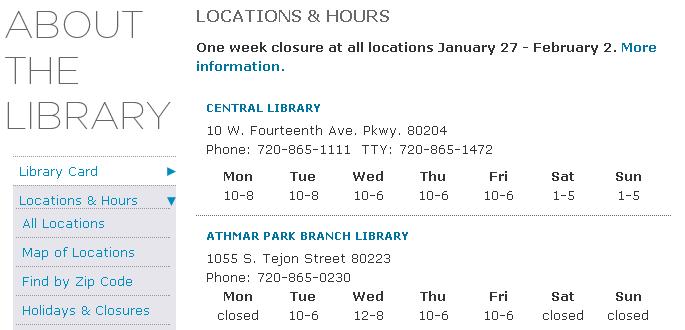 ABOUT
THE
LIBRARY
Library Card
Locations & Hours
All Locations
Map of Locations
Find by Zip Code
Holidays & Closures
LOCATIONS & HOURS
One week closure at all locations January 27 - February 2. More
information.
CENTRAL LIBRARY
10 W. Fourteenth Ave. Pkwy. 80204
Phone: 720-865-1111 TTY: 720-865-1472
Mon Tue Wed Thu Fri Sat Sun
10-8 10-8 10-6 10-6 10-6 1-5 1-5
ATHMAR PARK BRANCH LIBRARY
1055 S. Tejon Street 80223
Phone: 720-865-0230
Mon Tue Wed Thu Fri Sat Sun
closed 10-6 12-8 10-6 10-6 closed closed